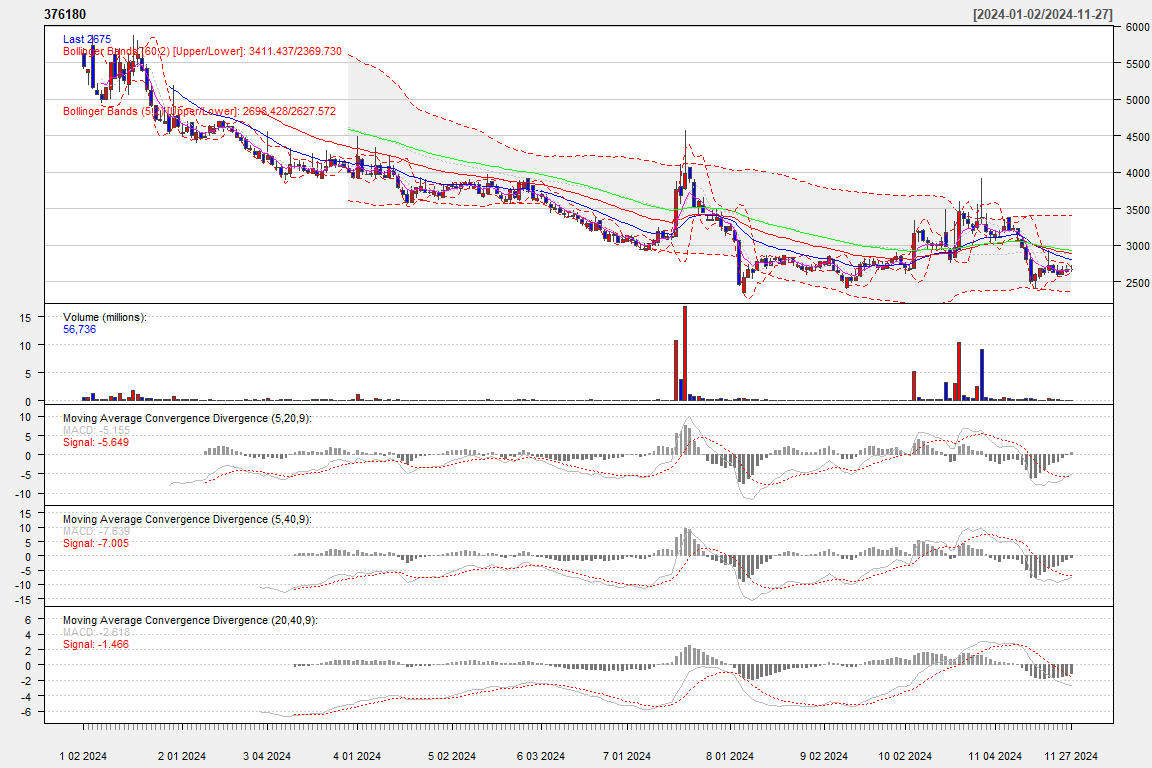 376180 [2024-01-02/2024-11-27]
Last 2675
Bollinger Bands (60,2) [Upper/Lower]: 3411.437/2369.730
Bollinger Bands (5,1) [Upper/Lower]: 2698.428/2627.572
6000
5500
5000
4500
4000
3500
3000
2500
Volume (millions):
56,736
15
10
5
0
Moving Average Convergence Divergence (5,20,9):
MACD: -5.155
Signal: -5.649
10
5
0
-5
-10
Moving Average Convergence Divergence (5,40,9):
MACD: -7.639
Signal: -7.005
15
10
5
0
-5
-10
-15
Moving Average Convergence Divergence (20,40,9):
MACD: -2.618
Signal: -1.466
6
4
2
0
-2
-4
-6
1 02 2024 2 01 2024 3 04 2024 4 01 2024 5 02 2024 6 03 2024 7 01 2024 8 01 2024 9 02 2024 10 02 2024 11 04 2024 11 27 2024